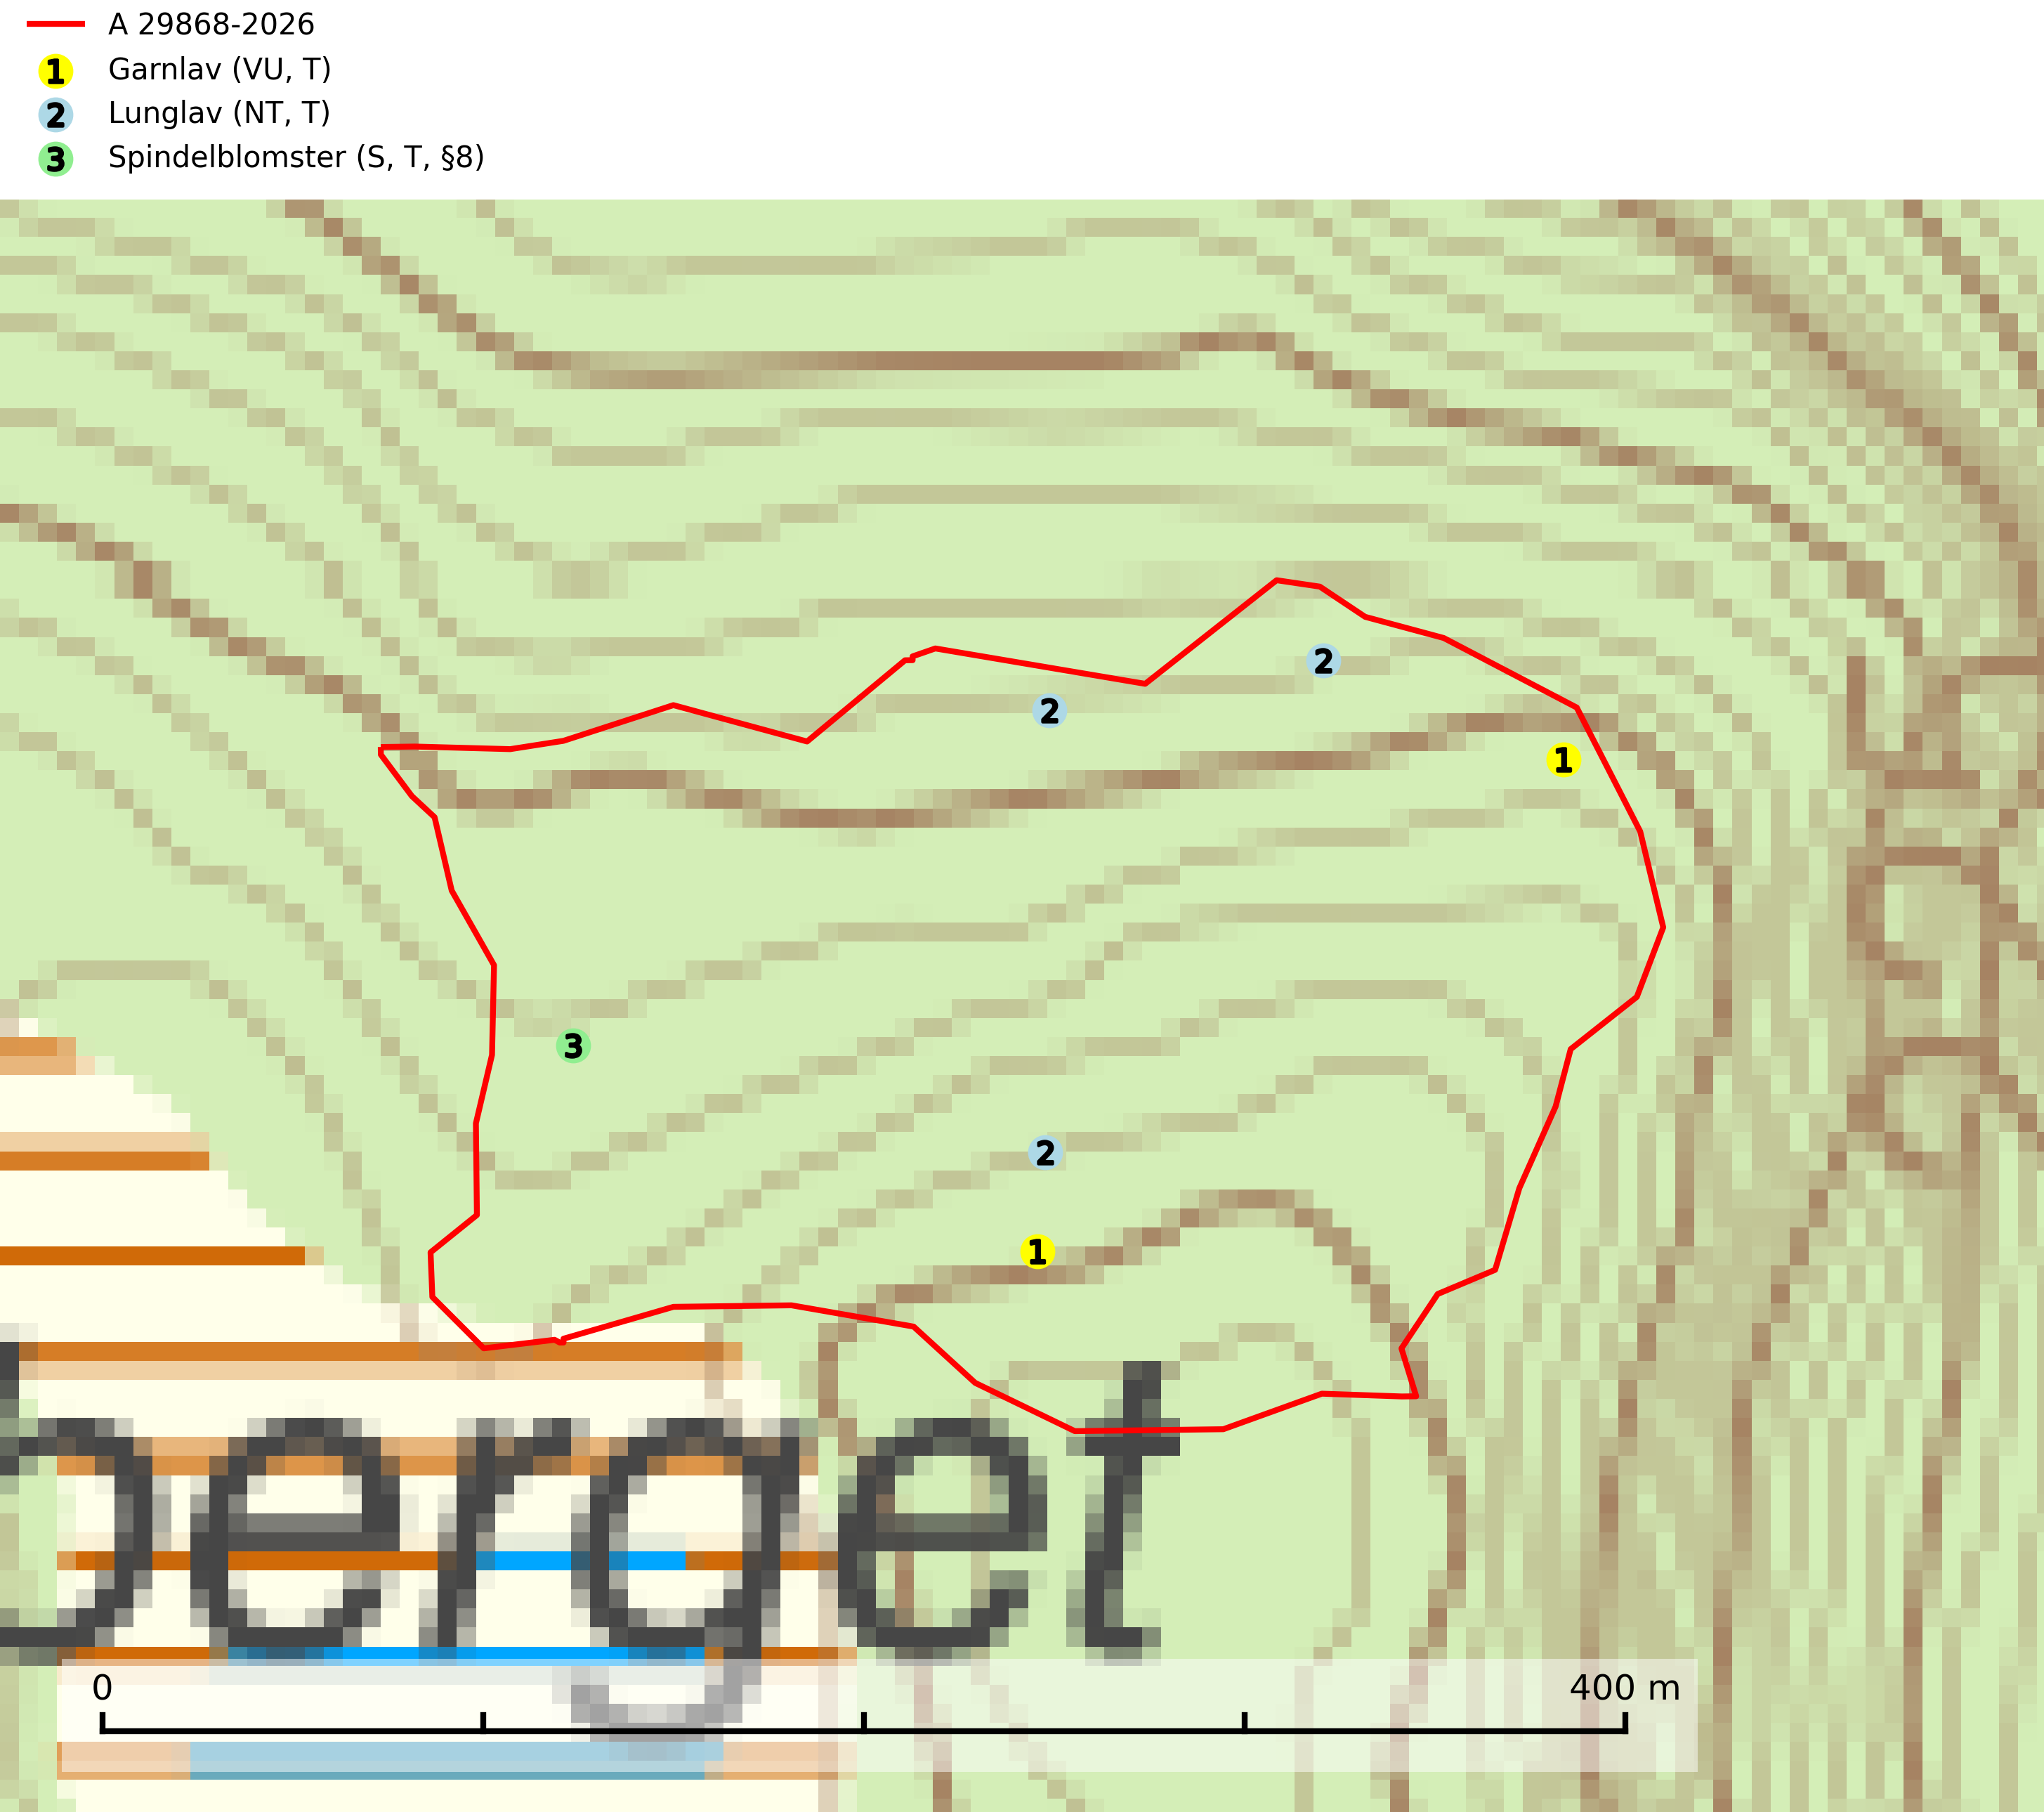 A 29868-2026
1 Garnlav (VU, T)
2 Lunglav (NT, T)
3 Spindelblomster (S, T, §8)
2
2
1
3
2
1
berget
0 400 m